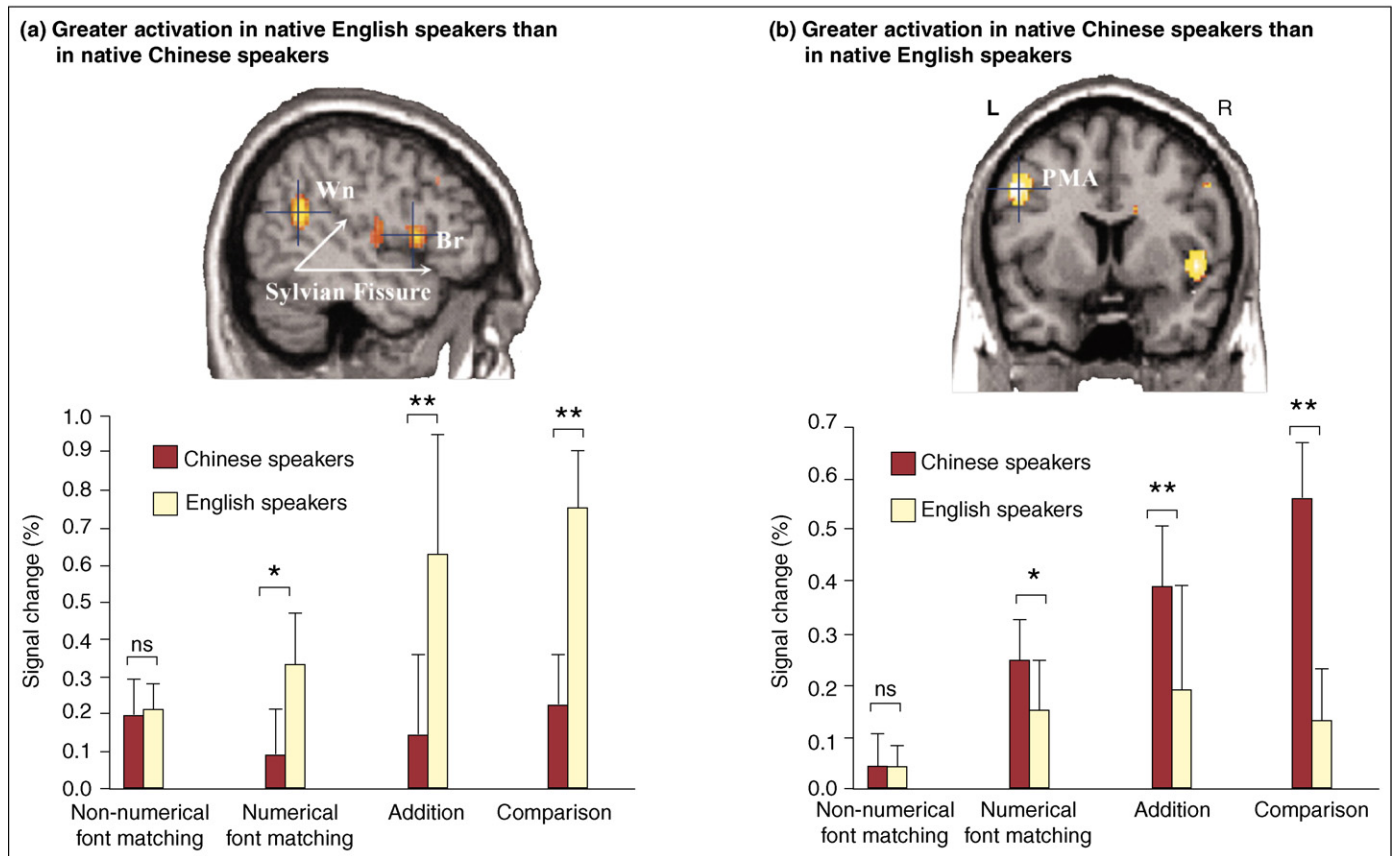 (a) Greater activation in native English speakers than
in native Chinese speakers
Wn
Br
Sylvian Fissure
Signal change (%)
1.0
0.9
0.8
0.7
0.5
0.4
0.3
0.2
0.1
0.0
Chinese speakers
English speakers
ns
*
**
**
Non-numerical
font matching
Numerical
font matching
Addition
Comparison
(b) Greater activation in native Chinese speakers than
in native English speakers
L
R
PMA
Signal change (%)
0.7
0.6
0.5
0.4
0.3
0.2
0.1
0.0
Chinese speakers
English speakers
ns
*
**
**
Non-numerical
font matching
Numerical
font matching
Addition
Comparison